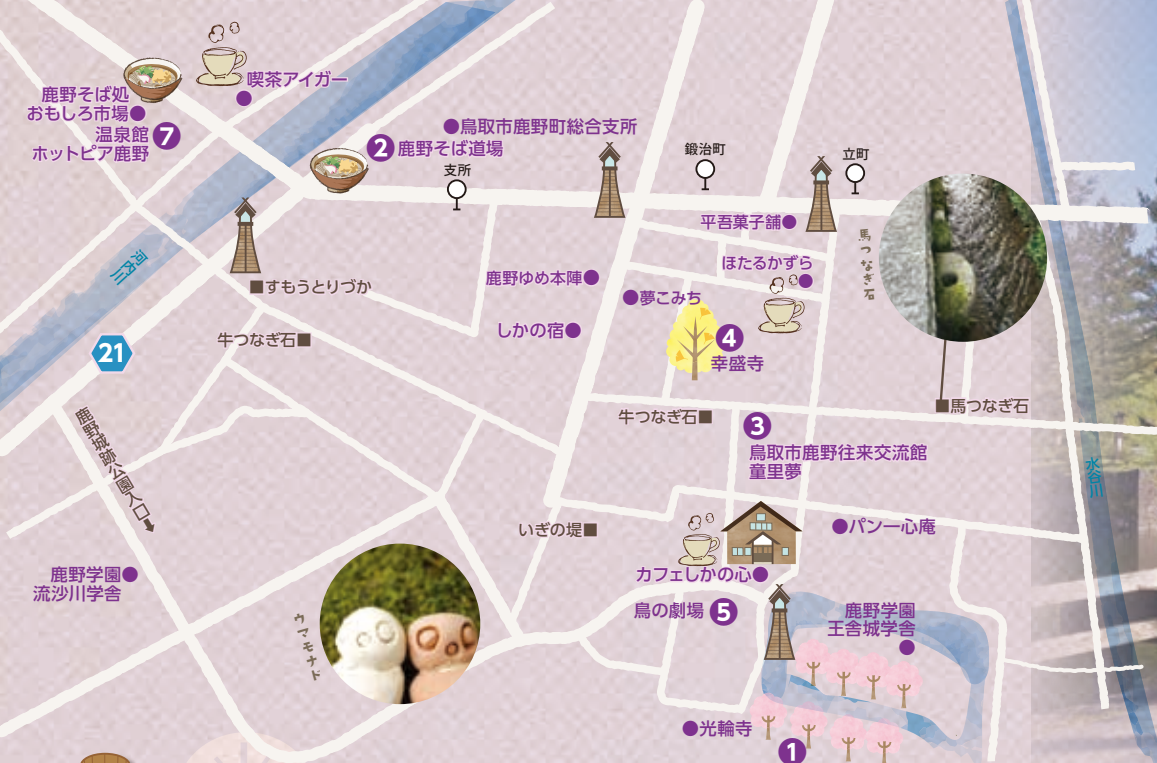 喫茶アイガー
鹿野そば処
おもしろ市場
温泉館
ホットピア鹿野
7
2
鹿野そば道場
鳥取市鹿野町総合支所
支所
鍛治町
立町
平吾菓子舗
馬つなぎ石
ほたるかずら
河内川
すもうとりづか
鹿野ゆめ本陣
夢こみち
しかの宿
牛つなぎ石
4
幸盛寺
21
馬つなぎ石
牛つなぎ石
3
鳥取市鹿野往来交流館
童里夢
鹿野城跡公園入口
水谷川
いぎの堤
パン一心庵
カフェしかの心
鹿野学園
流沙川学舎
鳥の劇場
5
鹿野学園
王舎城学舎
ウマモナド
光輪寺
1